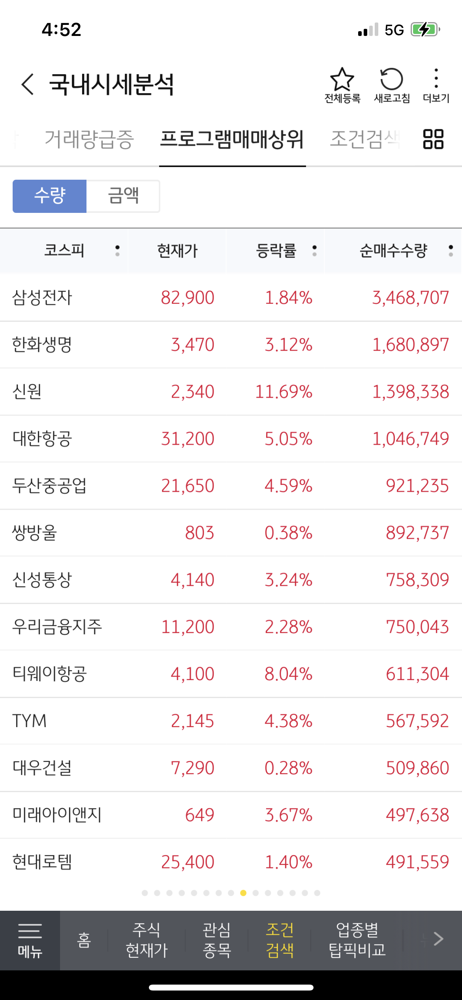 4:52 5G
국내시세분석
전체등록 새로고침 더보기
거래량급증 프로그램매매상위 조건검색
수량 금액
코스피 현재가 등락률 순매수수량
삼성전자 82,900 1.84% 3,468,707
한화생명 3,470 3.12% 1,680,897
신원 2,340 11.69% 1,398,338
대한항공 31,200 5.05% 1,046,749
두산중공업 21,650 4.59% 921,235
쌍방울 803 0.38% 892,737
신성통상 4,140 3.24% 758,309
우리금융지주 11,200 2.28% 750,043
티웨이항공 4,100 8.04% 611,304
TYM 2,145 4.38% 567,592
대우건설 7,290 0.28% 509,860
미래아이앤지 649 3.67% 497,638
현대로템 25,400 1.40% 491,559
메뉴
홈
주식
현재가
관심
종목
조건
검색
업종별
탑픽비교